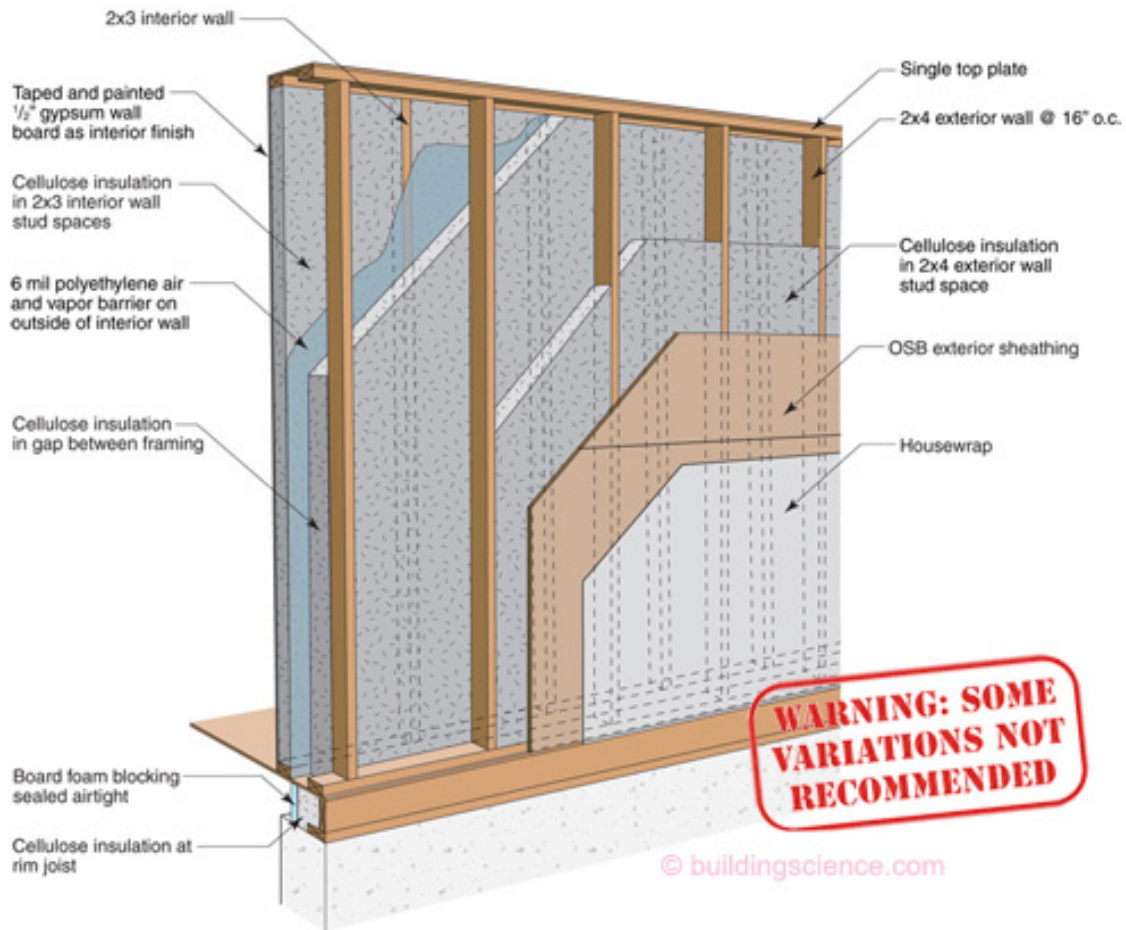 2x3 interior wall
Taped and painted
1/2" gypsum wall
board as interior finish
Cellulose insulation
in 2x3 interior wall
stud spaces
6 mil polyethylene air
and vapor barrier on
outside of interior wall
Cellulose insulation
in gap between framing
Board foam blocking
sealed airtight
Cellulose insulation at
rim joist
Single top plate
2x4 exterior wall @ 16" o.c.
Cellulose insulation
in 2x4 exterior wall
stud space
OSB exterior sheathing
Housewrap
WARNING: SOME
VARIATIONS NOT
RECOMMENDED
© buildingscience.com